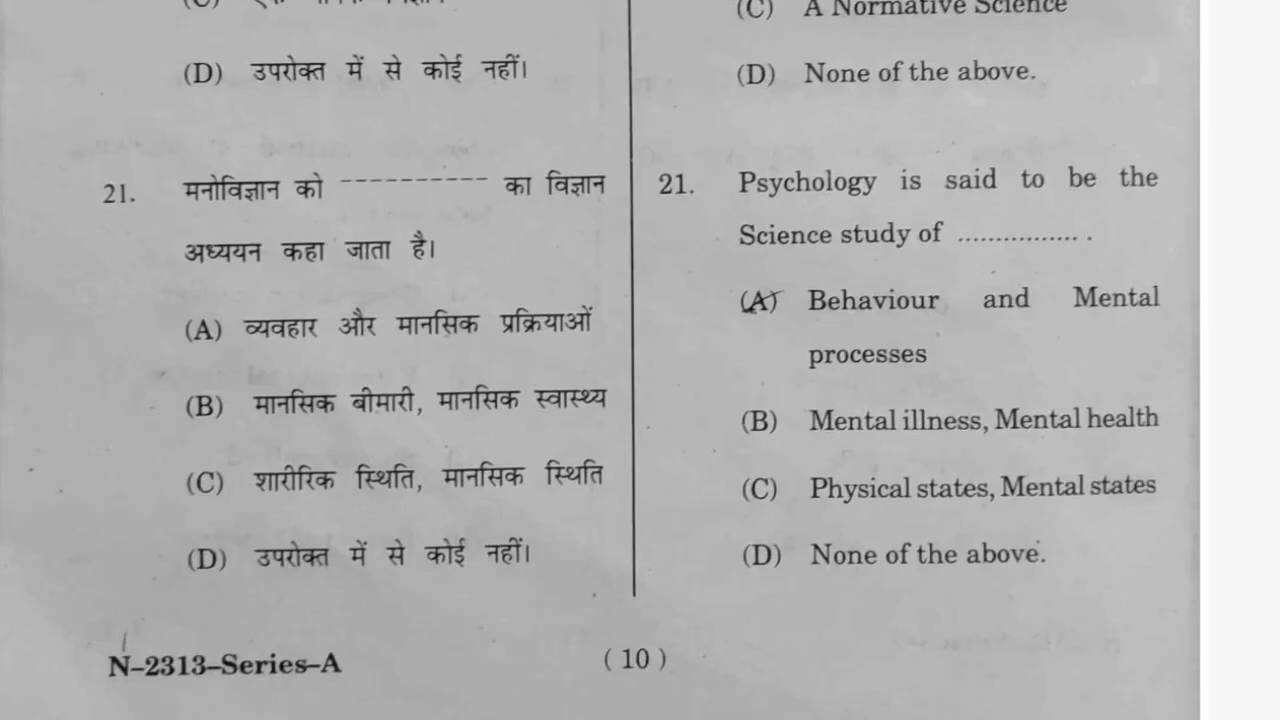 (D) उपरोक्त में से कोई नहीं।
21. मनोविज्ञान को ----------- का विज्ञान
अध्ययन कहा जाता है।
(A) व्यवहार और मानसिक प्रक्रियाओं
(B) मानसिक बीमारी, मानसिक स्वास्थ्य
(C) शारीरिक स्थिति, मानसिक स्थिति
(D) उपरोक्त में से कोई नहीं।
(C) A Normative Science
(D) None of the above.
21. Psychology is said to be the
Science study of ................. .
(A) Behaviour and Mental
processes
(B) Mental illness, Mental health
(C) Physical states, Mental states
(D) None of the above.
N–2313–Series–A
( 10 )